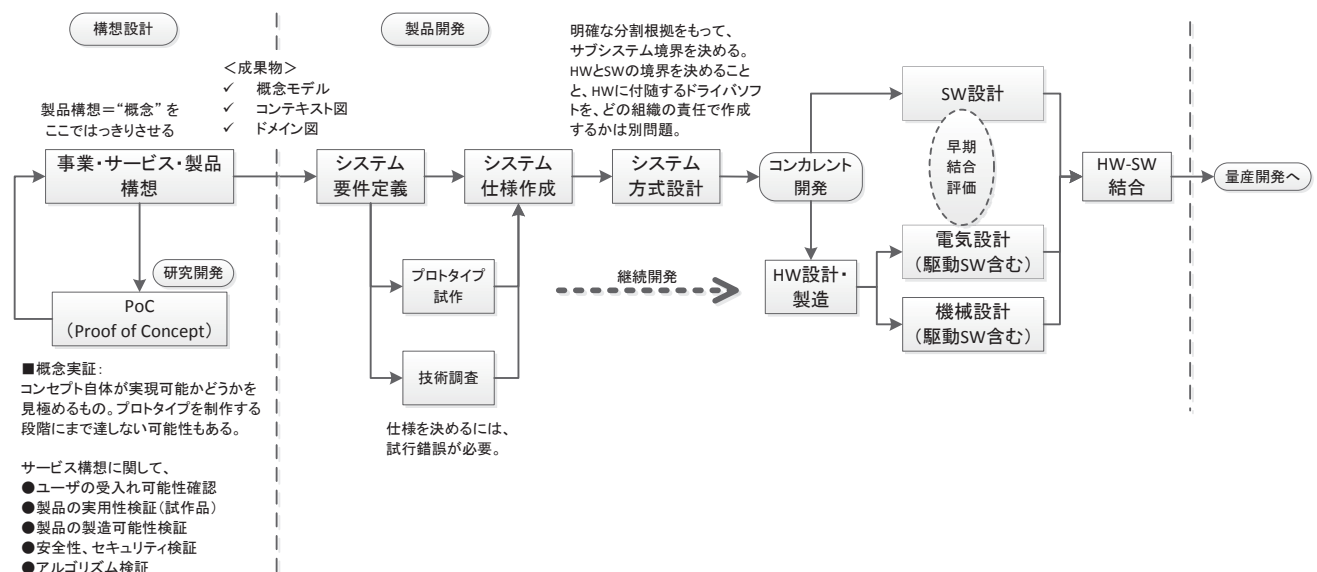 構想設計
製品構想＝“概念” を
ここではっきりさせる
＜成果物＞
✓ 概念モデル
✓ コンテキスト図
✓ ドメイン図
事業・サービス・製品
構想
研究開発
PoC
（Proof of Concept）
■概念実証：
コンセプト自体が実現可能かどうかを
見極めるもの。プロトタイプを制作する
段階にまで達しない可能性もある。
サービス構想に関して、
●ユーザの受入れ可能性確認
●製品の実用性検証（試作品）
●製品の製造可能性検証
●安全性、セキュリティ検証
●アルゴリズム検証
製品開発
システム
要件定義
システム
仕様作成
プロトタイプ
試作
技術調査
仕様を決めるには、
試行錯誤が必要。
明確な分割根拠をもって、
サブシステム境界を決める。
HWとSWの境界を決めること
と、HWに付随するドライバソフ
トを、どの組織の責任で作成
するかは別問題。
システム
方式設計
継続開発
コンカレント
開発
HW設計・
製造
SW設計
早期
結合
評価
電気設計
（駆動SW含む）
機械設計
（駆動SW含む）
HW-SW
結合
量産開発へ